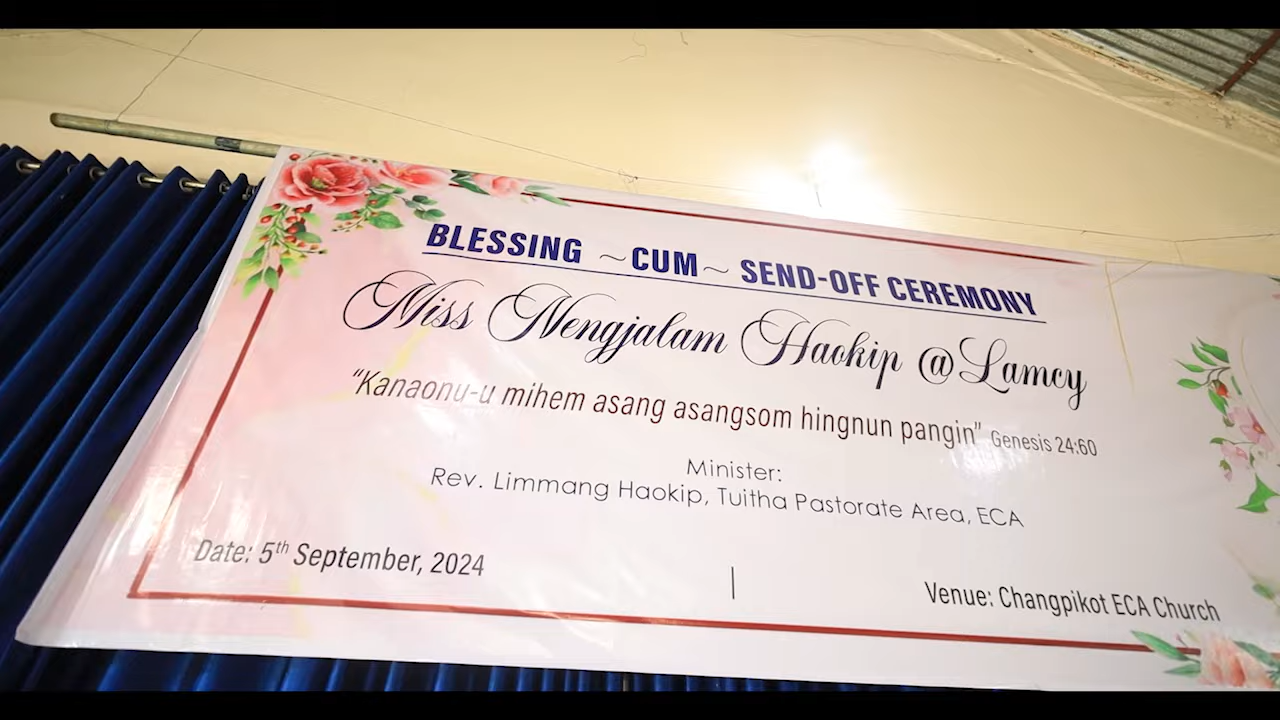 BLESSING ~CUM~ SEND-OFF CEREMONY
Miss Nengjalam Haokip @Lamcy
“Kanaonu-u mihem asang asangsom hingnun pangin” Genesis 24:60
Minister:
Rev. Limmang Haokip, Tuitha Pastorate Area, ECA
Date: 5th September, 2024 | Venue: Changpikot ECA Church